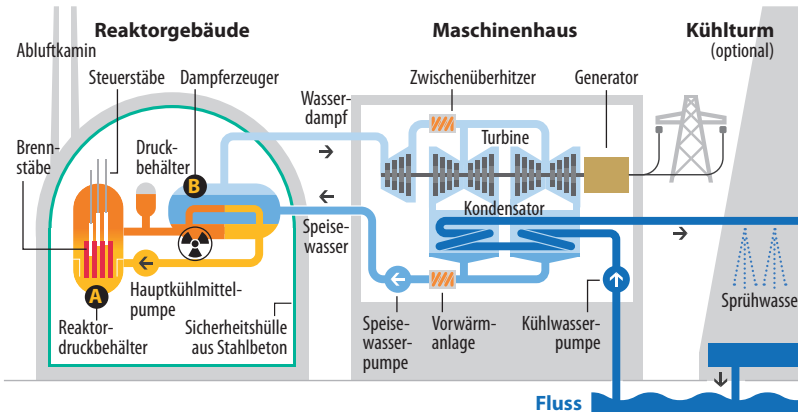 Reaktorgebäude
Maschinenhaus
Kühlturm
(optional)
Abluftkamin
Steuerstäbe
Dampferzeuger
Zwischenüberhitzer
Generator
Wasser-
dampf
Brenn-
stäbe
Druck-
behälter
Turbine
B
Kondensator
Speise-
wasser
A
Hauptkühlmittel-
pumpe
Reaktor-
druckbehälter
Sicherheitshülle
aus Stahlbeton
Speise-
wasser-
pumpe
Vorwärm-
anlage
Kühlwasser-
pumpe
Sprühwasse
Fluss